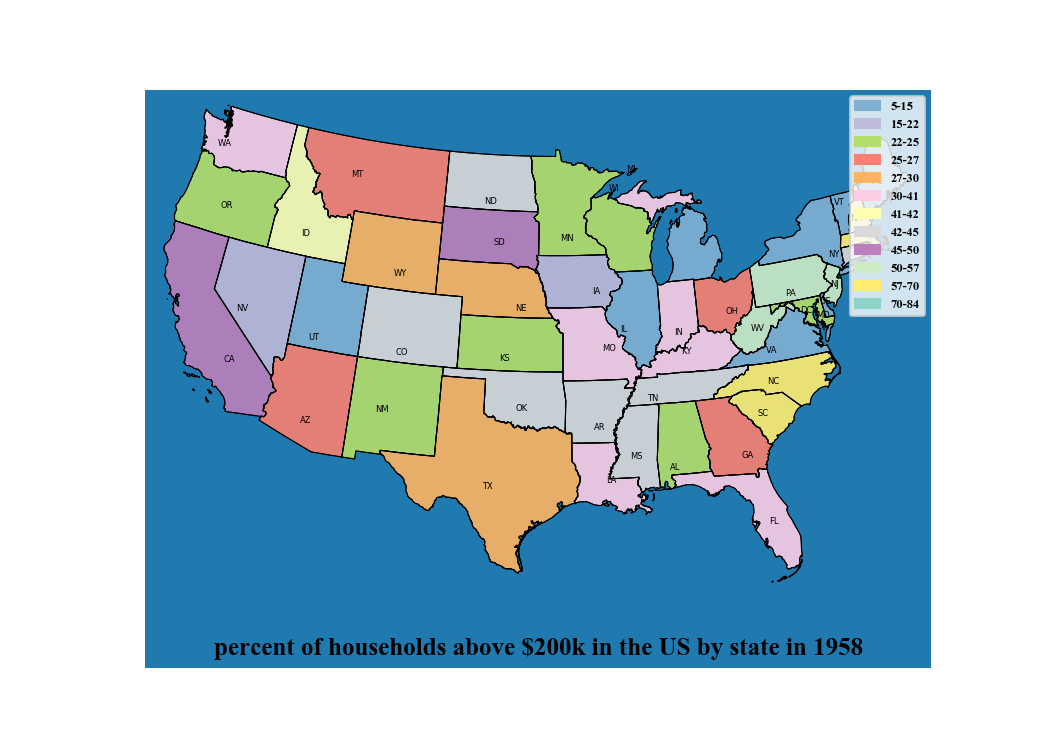 WA
MT
ND
MI
WI
VT
OR
ID
SD
MN
NY
WY
NE
IA
PA
NJ
NV
UT
CO
KS
MO
IL
IN
OH
WV
VA
KY
CA
AZ
NM
OK
TN
NC
SC
AR
MS
AL
GA
TX
LA
FL
5-15
15-22
22-25
25-27
27-30
30-41
41-42
42-45
45-50
50-57
57-70
70-84
percent of households above $200k in the US by state in 1958